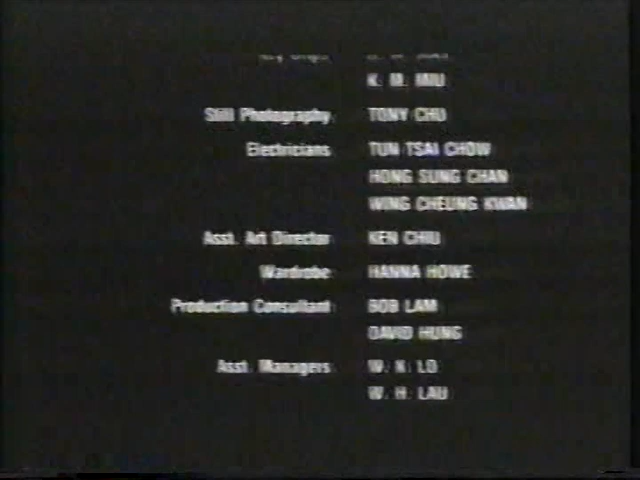 K. M. MIU
Still Photography TONY CHU
Electricians TUN TSAI CHOW
HONG SUNG CHAN
WING CHEUNG KWAN
Asst. Art Director KEN CHIU
Wardrobe HANNA HOWE
Production Consultant BOB LAM
DAVID HUNG
Asst. Managers W. K. LO
W. H. LAU